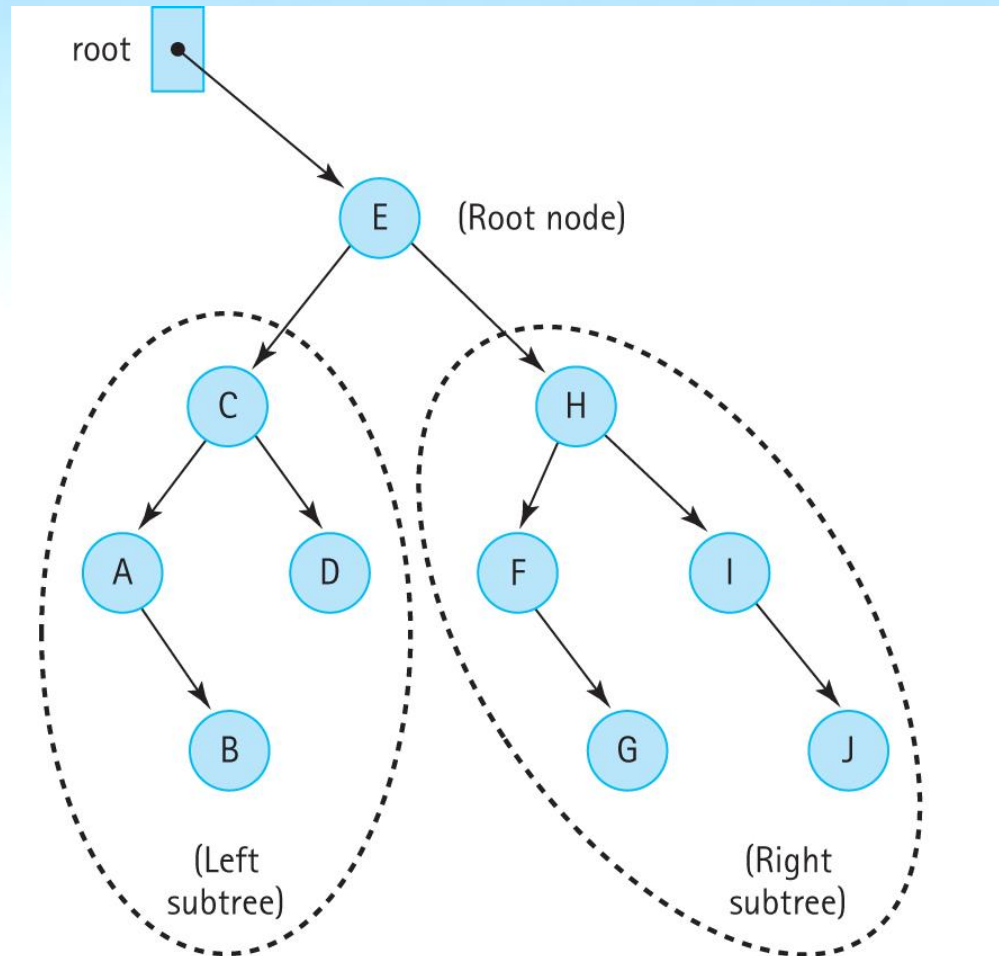 root
E
(Root node)
C
H
A
D
F
I
B
G
J
(Left
subtree)
(Right
subtree)